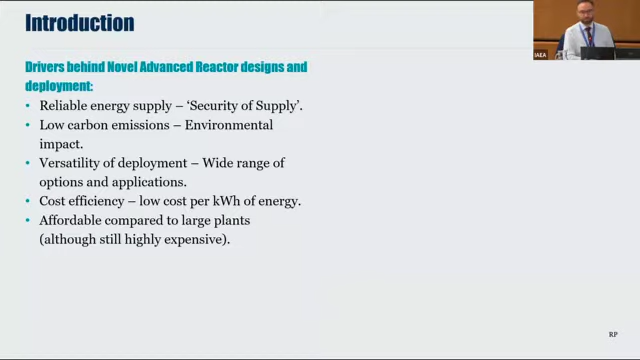 Introduction
IAEA
Drivers behind Novel Advanced Reactor designs and
deployment:
• Reliable energy supply – ‘Security of Supply’.
• Low carbon emissions – Environmental
impact.
• Versatility of deployment – Wide range of
options and applications.
• Cost efficiency – low cost per kWh of energy.
• Affordable compared to large plants
(although still highly expensive).
RP